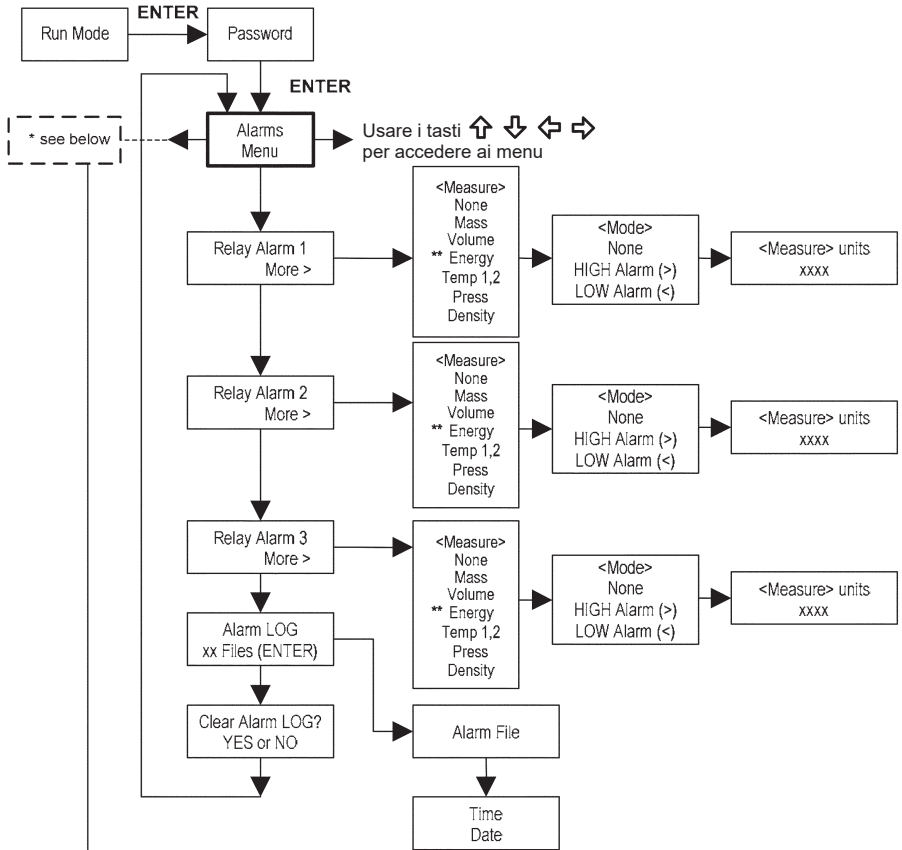 ENTER
Run Mode
Password
ENTER
* see below
Alarms
Menu
Usare i tasti
per accedere ai menu
Relay Alarm 1
More >
<Measure>
None
Mass
Volume
** Energy
Temp 1,2
Press
Density
<Mode>
None
HIGH Alarm (>)
LOW Alarm (<)
<Measure> units
xxxx
Relay Alarm 2
More >
<Measure>
None
Mass
Volume
** Energy
Temp 1,2
Press
Density
<Mode>
None
HIGH Alarm (>)
LOW Alarm (<)
<Measure> units
xxxx
Relay Alarm 3
More >
<Measure>
None
Mass
Volume
** Energy
Temp 1,2
Press
Density
<Mode>
None
HIGH Alarm (>)
LOW Alarm (<)
<Measure> units
xxxx
Alarm LOG
xx Files (ENTER)
Clear Alarm LOG?
YES or NO
Alarm File
Time
Date